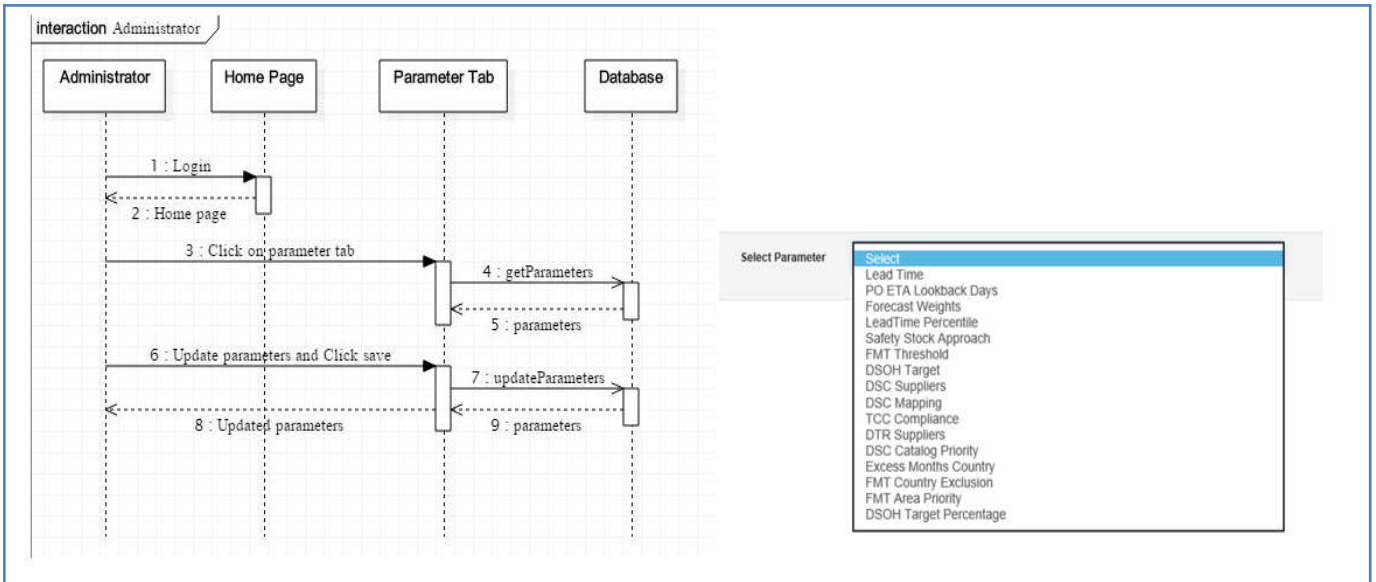 interaction Administrator
Administrator
Home Page
Parameter Tab
Database
1 : Login
2 : Home page
3 : Click on parameter tab
4 : getParameters
5 : parameters
6 : Update parameters and Click save
7 : updateParameters
8 : Updated parameters
9 : parameters
Select Parameter
Select
Lead Time
PO ETA Lookback Days
Forecast Weights
LeadTime Percentile
Safety Stock Approach
FMT Threshold
DSOH Target
DSC Suppliers
DSC Mapping
TCC Compliance
DTR Suppliers
DSC Catalog Priority
Excess Months Country
FMT Country Exclusion
FMT Area Priority
DSOH Target Percentage